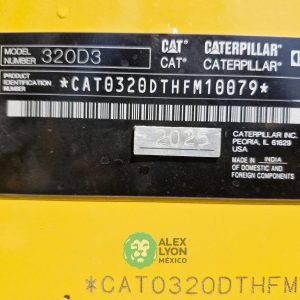 MODEL NUMBER 320D3
CAT® CATERPILLAR®
CAT® CATERPILLAR®
PRODUCT IDENTIFICATION NUMBER
*CAT0320DTHFM10079*
2025
CATERPILLAR INC.
PEORIA, IL 61629
USA
MADE IN INDIA
OF DOMESTIC AND
FOREIGN COMPONENTS
ALEX
LYON
MÉXICO
*CAT0320DTHFM